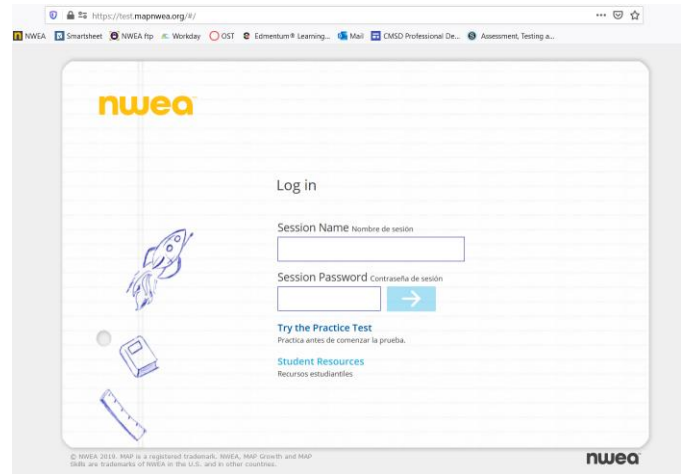 https://test.mapnwea.org/#/
NWEA Smartsheet NWEA ftp Workday OST Edmentum® Learning... Mail CMSD Professional De... Assessment, Testing a...
nwea
Log in
Session Name Nombre de sesión
Session Password Contraseña de sesión
Try the Practice Test
Practica antes de comenzar la prueba.
Student Resources
Recursos estudiantiles
© NWEA 2019. MAP is a registered trademark. NWEA, MAP Growth and MAP
Skills are trademarks of NWEA in the U.S. and in other countries.
nwea